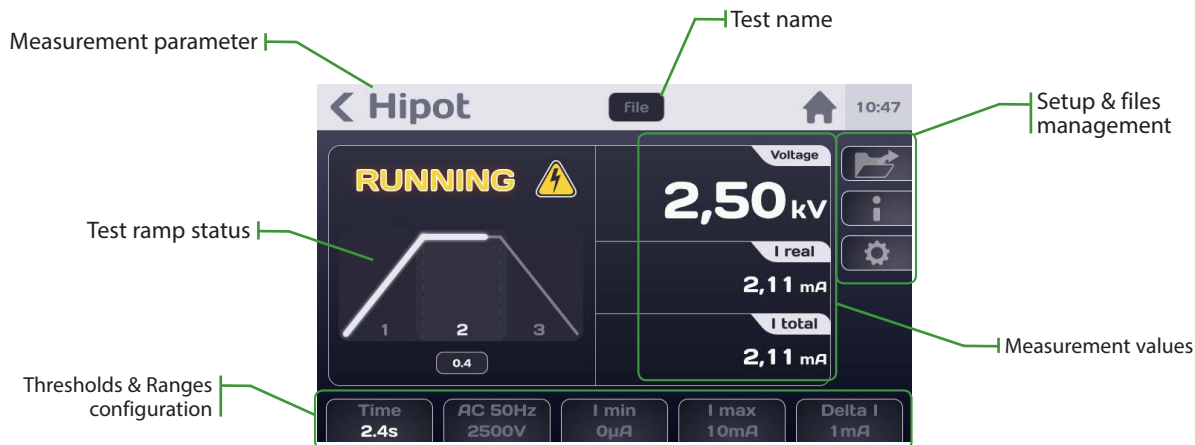 Test name
Measurement parameter
Hipot
file
10:47
Setup & files
management
Voltage
RUNNING
2,50 kV
Test ramp status
I real
2,11 mA
1
2
3
I total
0.4
2,11 mA
Measurement values
Thresholds & Ranges
configuration
Time
2.4s
AC 50Hz
2500V
I min
0µA
I max
10mA
Delta I
1mA